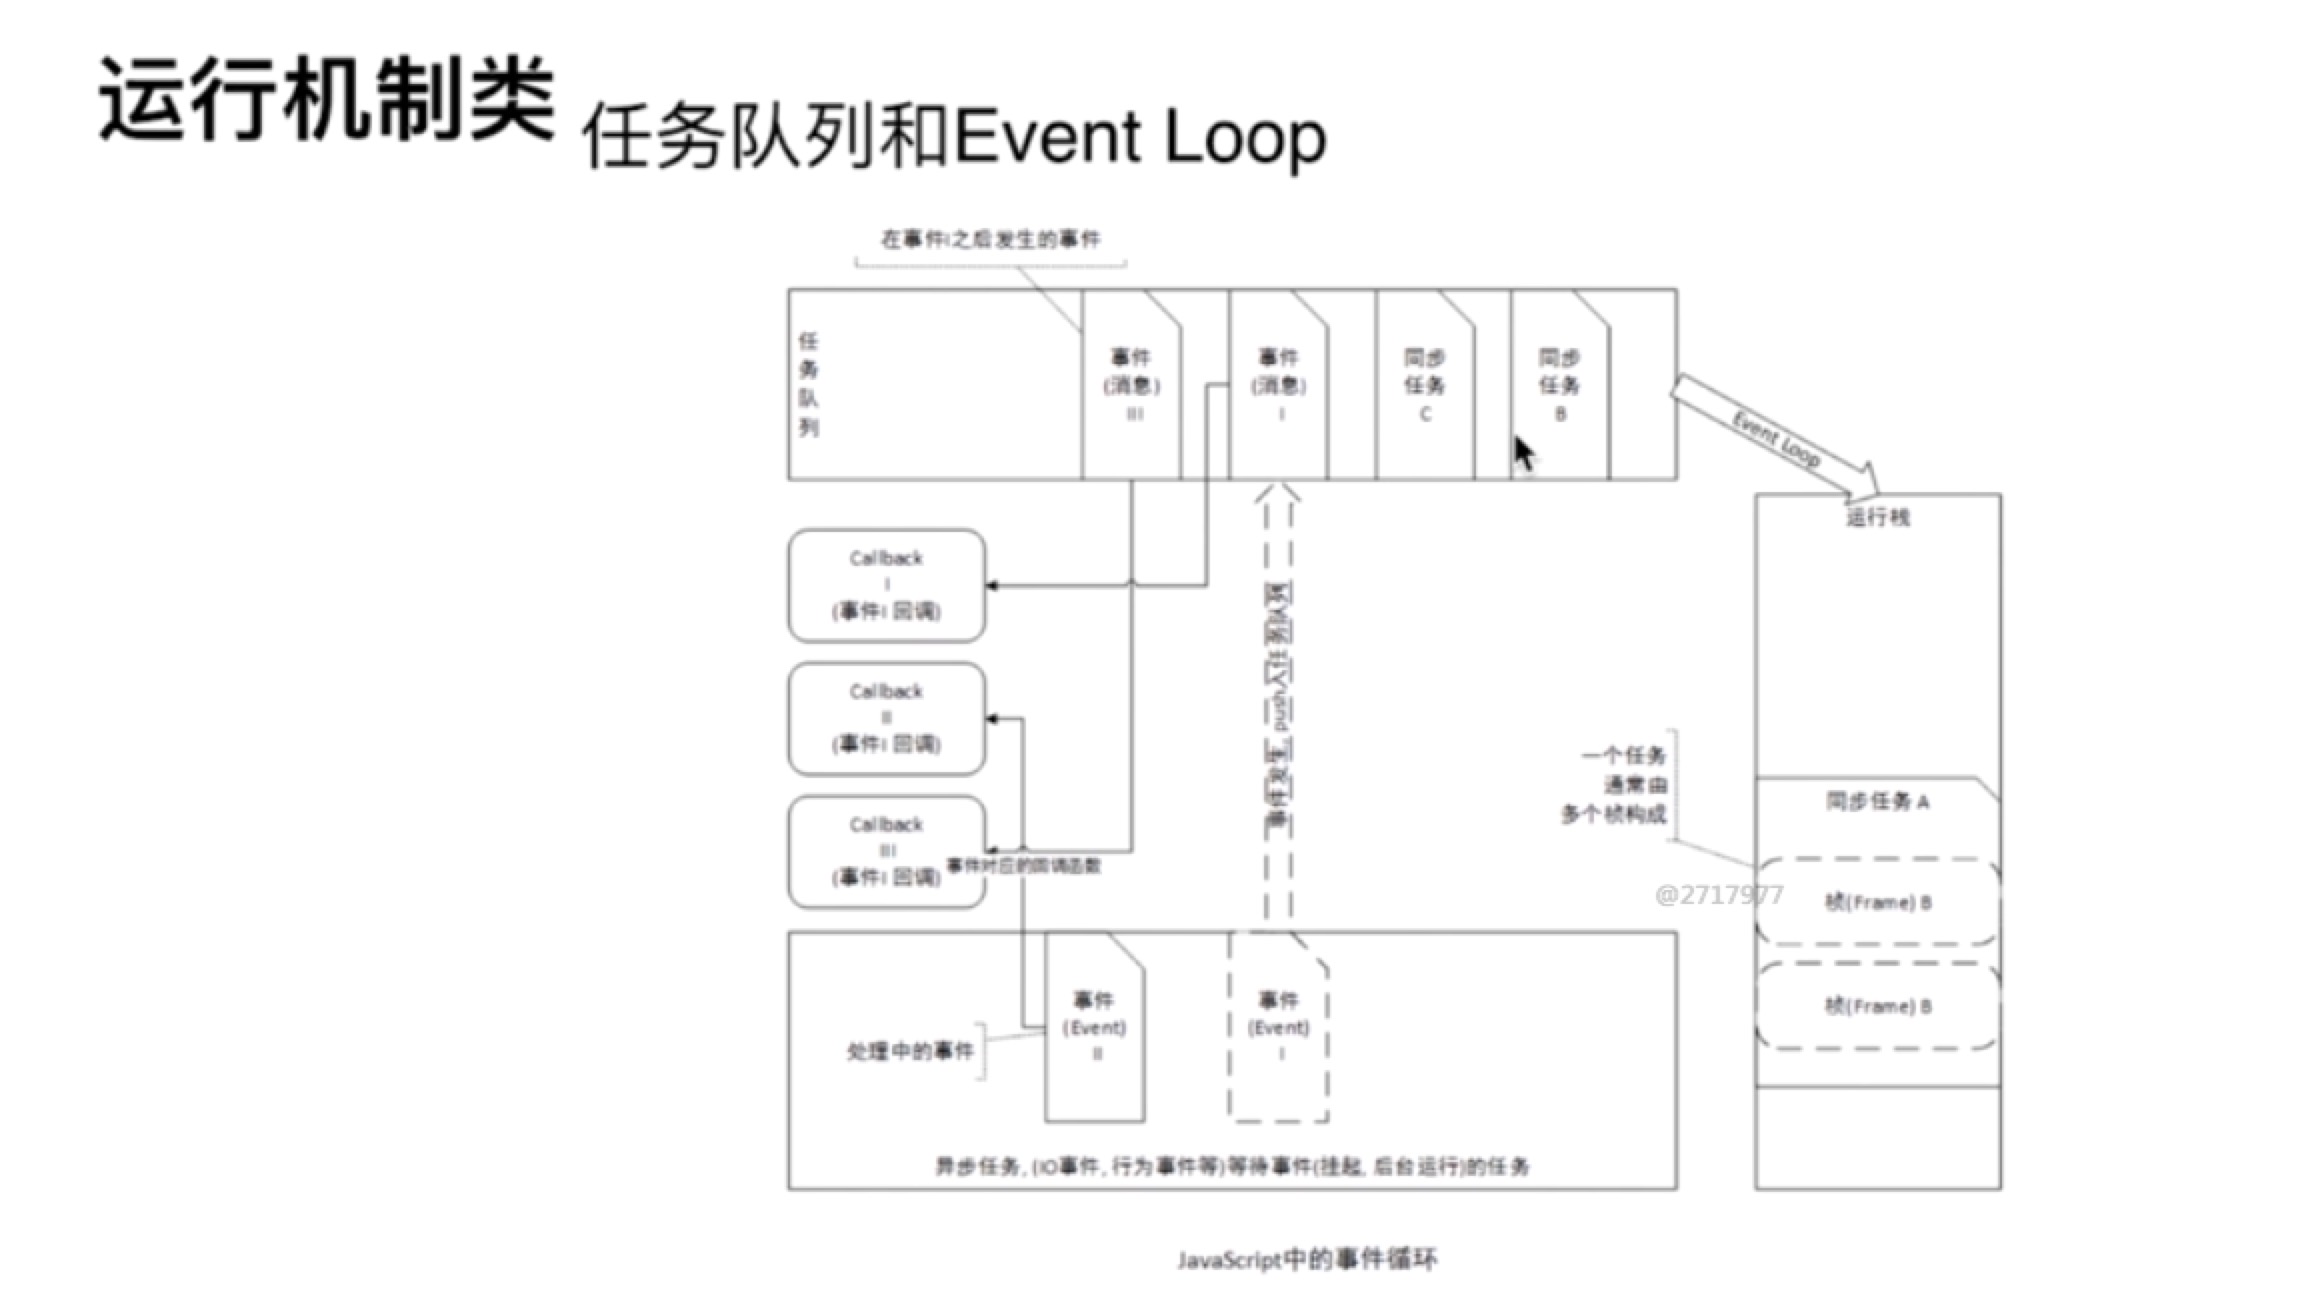 运行机制类 任务队列和Event Loop
在事件I之后发生的事件
任
务
队
列
事件
(消息)
III
事件
(消息)
I
同步
任务
C
同步
任务
B
Event Loop
运行栈
Callback
I
(事件I 回调)
Callback
II
(事件I 回调)
Callback
III
(事件I 回调)
事件对应的回调函数
事件发生, push入任务队列
一个任务
通常由
多个桢构成
同步任务 A
桢(Frame) B
桢(Frame) B
@2717977
处理中的事件
事件
(Event)
II
事件
(Event)
I
异步任务, (IO事件, 行为事件等)等待事件(挂起, 后台运行)的任务
JavaScript中的事件循环